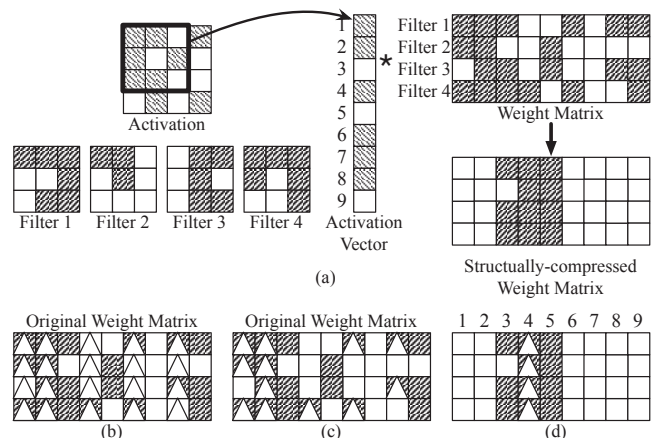 1
2
3
4
5
6
7
8
9
*
Filter 1
Filter 2
Filter 3
Filter 4
Activation
Weight Matrix
Filter 1
Filter 2
Filter 3
Filter 4
Activation
Vector
(a)
Structually-compressed
Weight Matrix
Original Weight Matrix
Original Weight Matrix
1 2 3 4 5 6 7 8 9
(b)
(c)
(d)